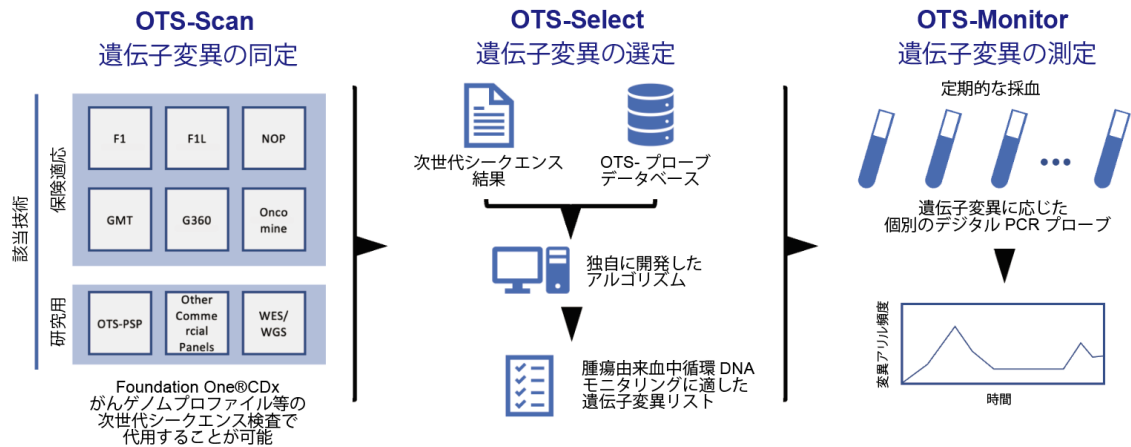 OTS-Scan
遺伝子変異の同定
該当技術
保険適応
F1
F1L
NOP
GMT
G360
Onco
mine
研究用
OTS-PSP
Other
Comme
rcial
Panels
WES/
WGS
Foundation One®CDx
がんゲノムプロファイル等の
次世代シークエンス検査で
代用することが可能
OTS-Select
遺伝子変異の選定
次世代シークエンス
結果
OTS- プローブ
データベース
独自に開発した
アルゴリズム
腫瘍由来血中循環 DNA
モニタリングに適した
遺伝子変異リスト
OTS-Monitor
遺伝子変異の測定
定期的な採血
遺伝子変異に応じた
個別のデジタル PCR プローブ
変異アリル頻度
時間